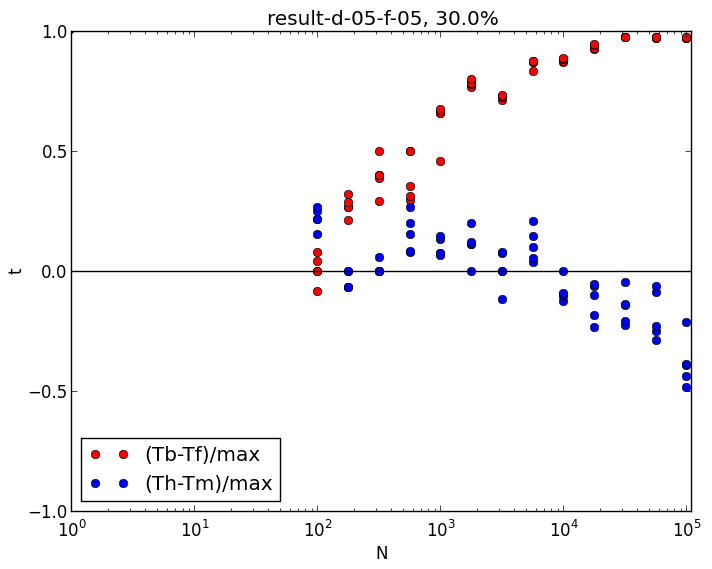 result-d-05-f-05, 30.0%
1.0
0.5
0.0
−0.5
−1.0
t
(Tb-Tf)/max
(Th-Tm)/max
10^0 10^1 10^2 10^3 10^4 10^5
N